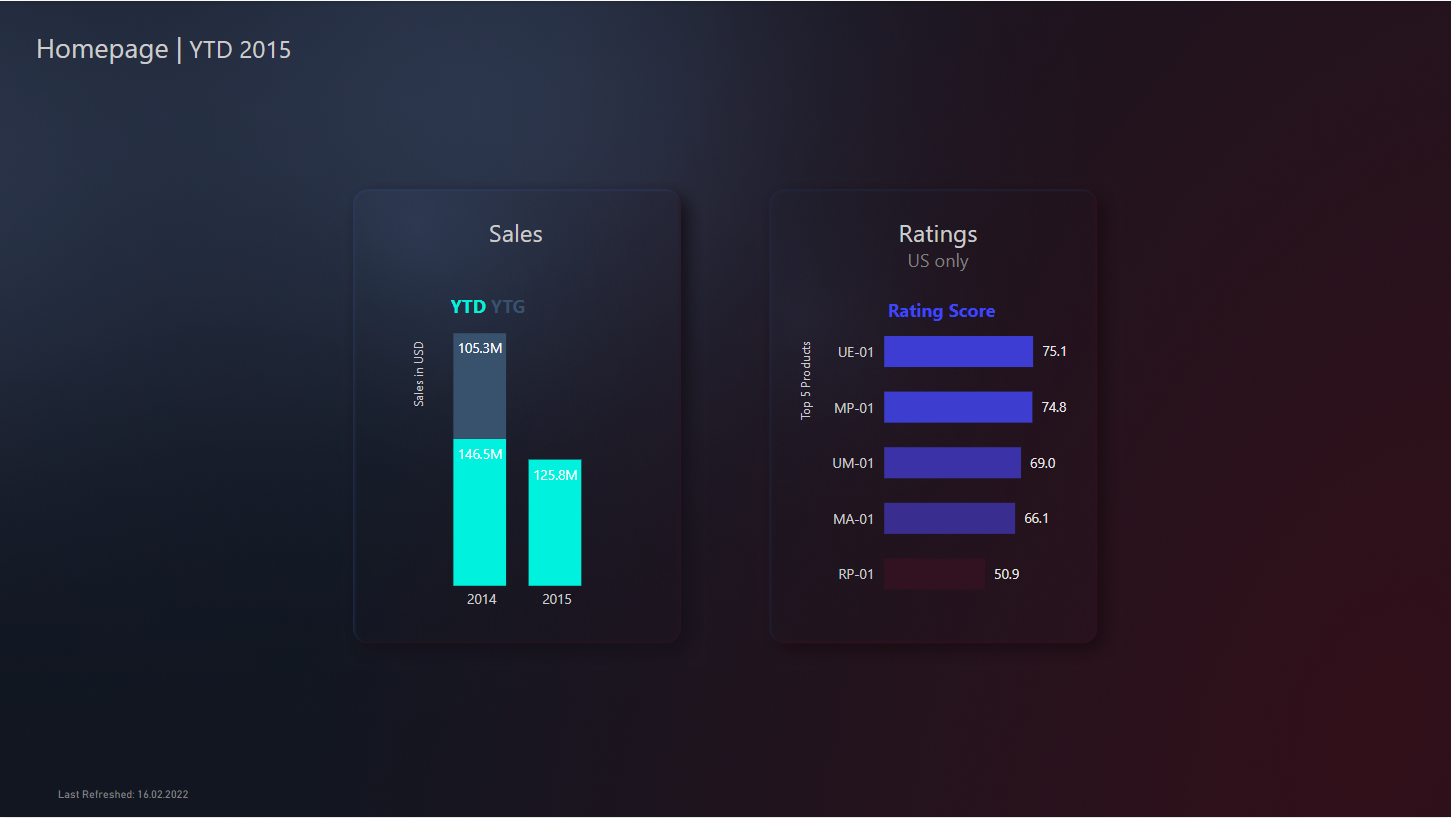 Homepage | YTD 2015
Sales
YTD YTG
Sales in USD
105.3M
146.5M
125.8M
2014
2015
Ratings
US only
Rating Score
Top 5 Products
UE-01 75.1
MP-01 74.8
UM-01 69.0
MA-01 66.1
RP-01 50.9
Last Refreshed: 16.02.2022